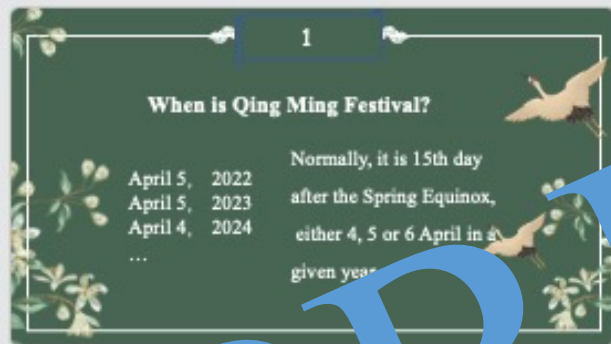 1
When is Qing Ming Festival?
April 5, 2022
April 5, 2023
April 4, 2024
...
Normally, it is 15th day
after the Spring Equinox,
either 4, 5 or 6 April in a
given year